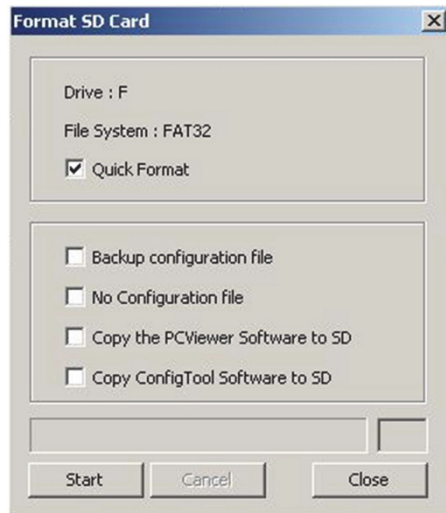 Format SD Card
Drive : F
File System : FAT32
Quick Format
Backup configuration file
No Configuration file
Copy the PCViewer Software to SD
Copy ConfigTool Software to SD
Start Cancel Close